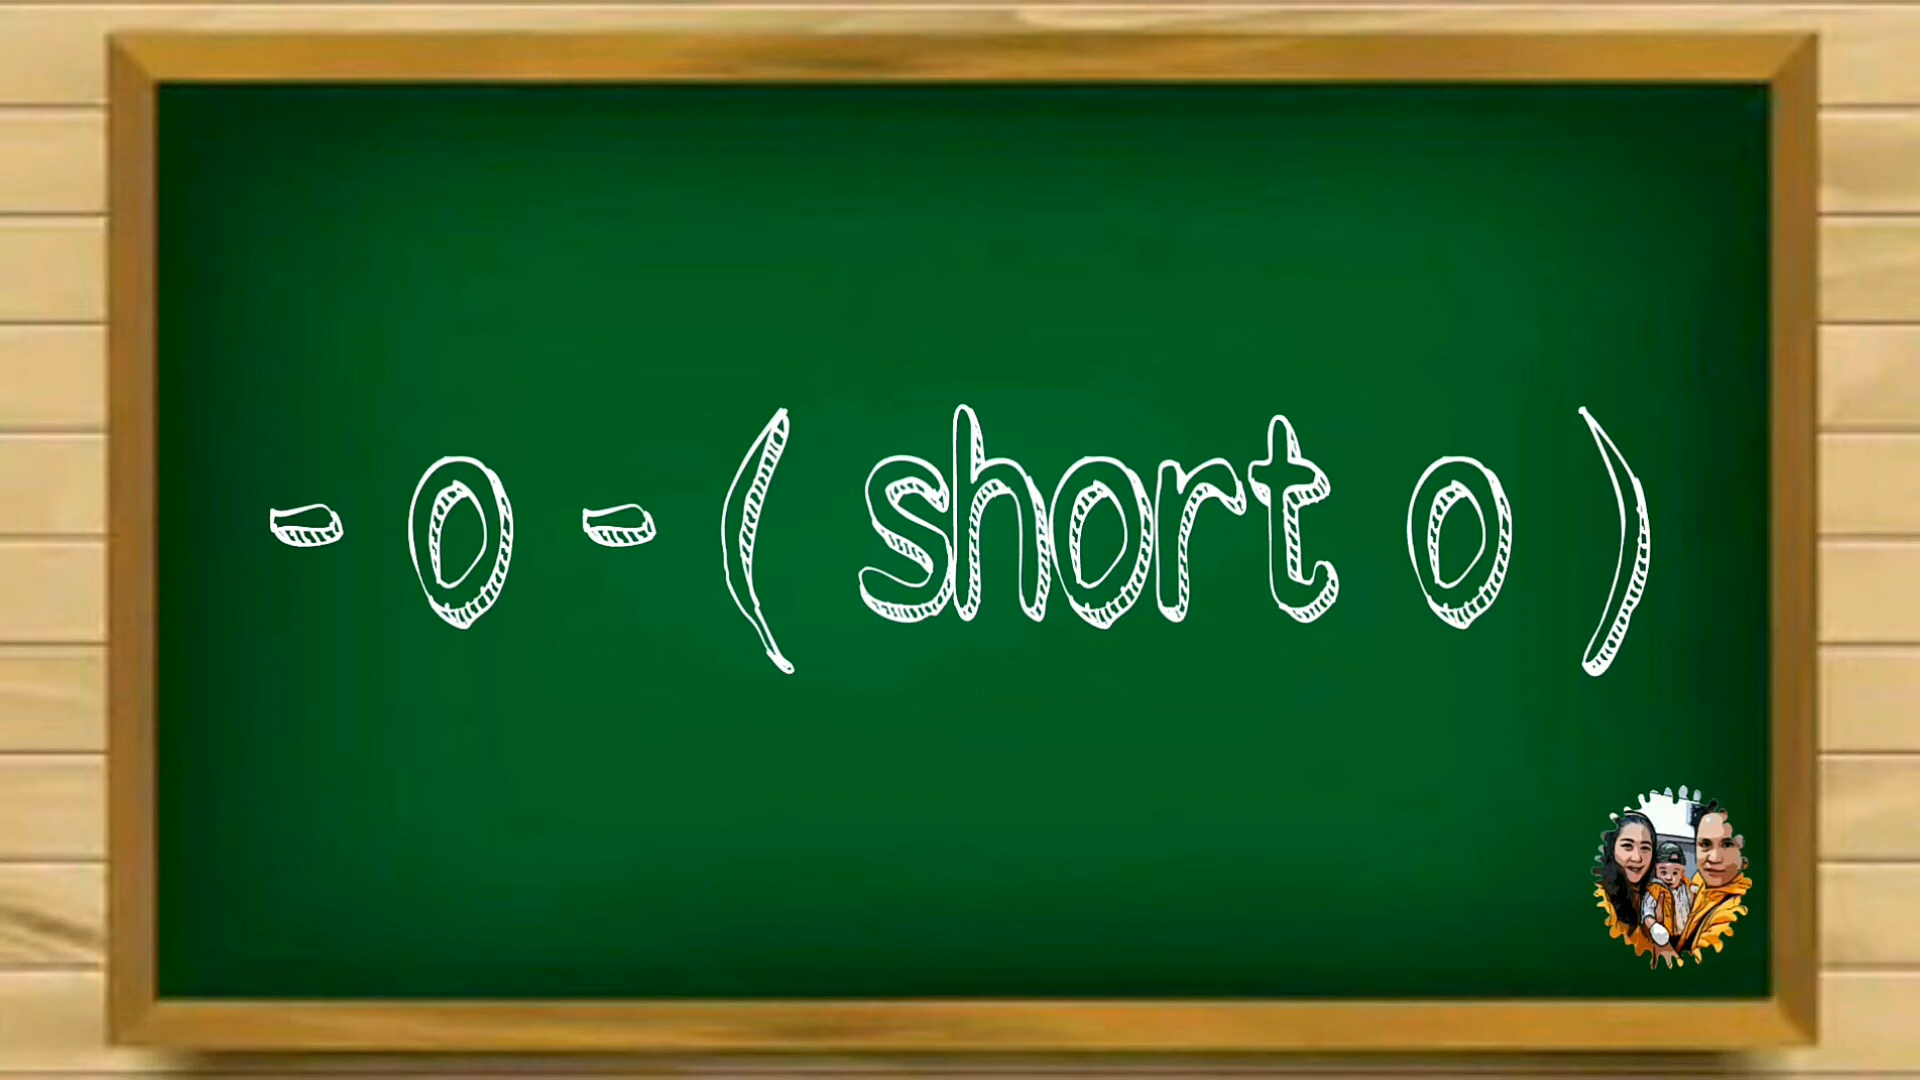 - o - ( short o )